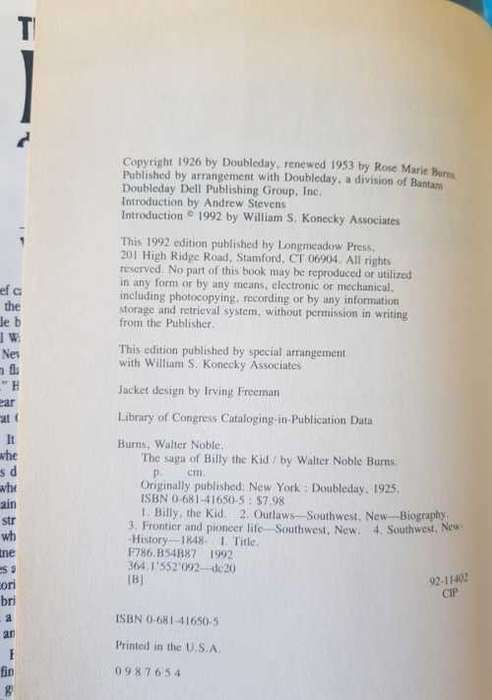 Copyright 1926 by Doubleday, renewed 1953 by Rose Marie Burns.
Published by arrangement with Doubleday, a division of Bantam
Doubleday Dell Publishing Group, Inc.
Introduction by Andrew Stevens
Introduction © 1992 by William S. Konecky Associates
This 1992 edition published by Longmeadow Press,
201 High Ridge Road, Stamford, CT 06904. All rights
reserved. No part of this book may be reproduced or utilized
in any form or by any means, electronic or mechanical,
including photocopying, recording or by any information
storage and retrieval system, without permission in writing
from the Publisher.
This edition published by special arrangement
with William S. Konecky Associates
Jacket design by Irving Freeman
Library of Congress Cataloging-in-Publication Data
Burns, Walter Noble.
The saga of Billy the Kid / by Walter Noble Burns.
p. cm.
Originally published: New York : Doubleday, 1925.
ISBN 0-681-41650-5 : $7.98
1. Billy, the Kid. 2. Outlaws—Southwest, New—Biography.
3. Frontier and pioneer life—Southwest, New. 4. Southwest, New-
-History—1848- I. Title.
F786.B54B87 1992
364.1'552'092—dc20
[B]
92-11402
CIP
ISBN 0-681-41650-5
Printed in the U.S.A.
0 9 8 7 6 5 4